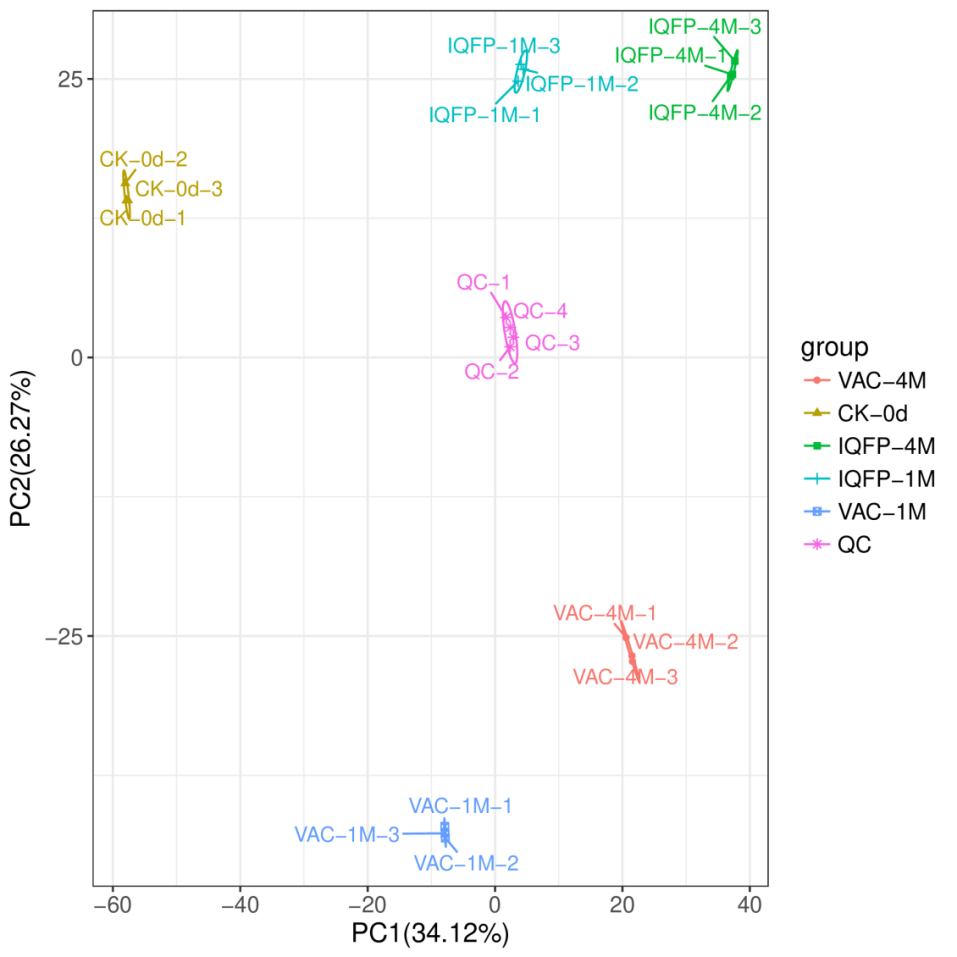 IQFP−4M−3
IQFP−1M−3
IQFP−4M−1
25
IQFP−1M−2
IQFP−1M−1
IQFP−4M−2
CK−0d−2
CK−0d−3
CK−0d−1
QC−1
QC−4
QC−3
0
QC−2
group
VAC−4M
CK−0d
IQFP−4M
IQFP−1M
VAC−1M
QC
PC2(26.27%)
VAC−4M−1
−25
VAC−4M−2
VAC−4M−3
VAC−1M−1
VAC−1M−3
VAC−1M−2
−60 −40 −20 0 20 40
PC1(34.12%)